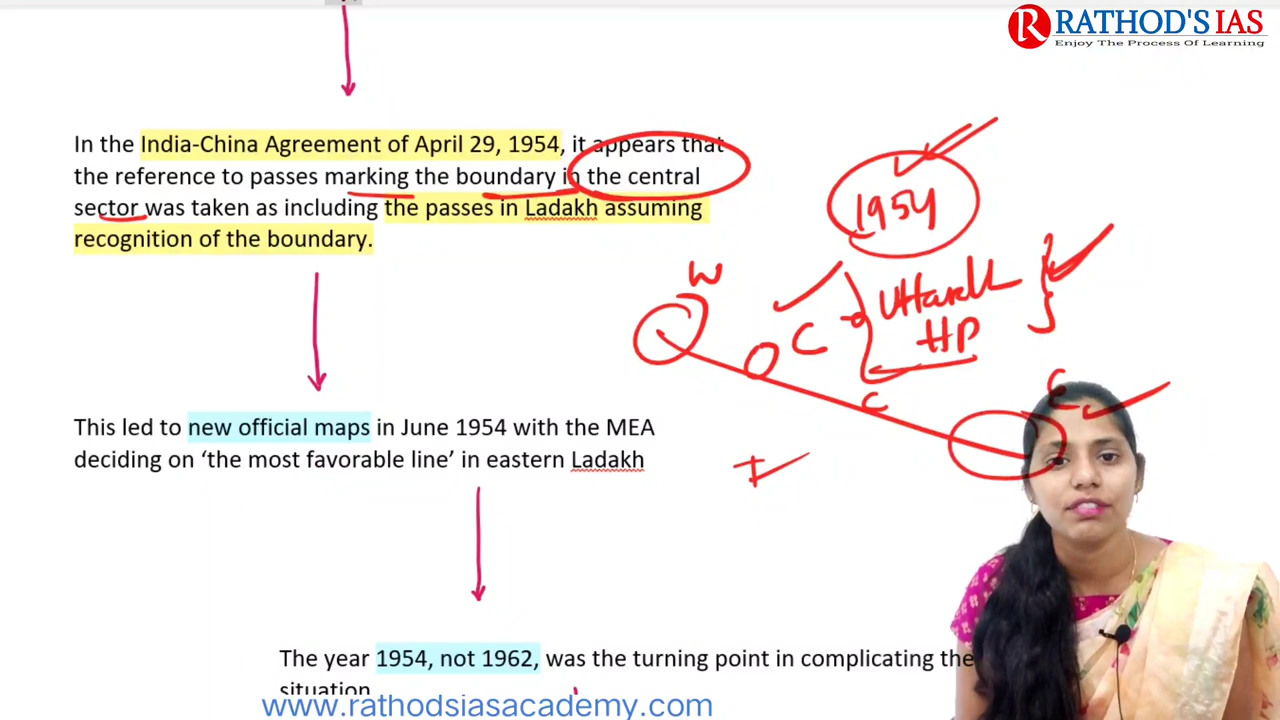 RATHOD'S IAS
Enjoy The Process Of Learning
In the India-China Agreement of April 29, 1954, it appears that
the reference to passes marking the boundary in the central
sector was taken as including the passes in Ladakh assuming
recognition of the boundary.
1954
W
C
Uttarakh
HP
C
This led to new official maps in June 1954 with the MEA
deciding on ‘the most favorable line’ in eastern Ladakh
The year 1954, not 1962, was the turning point in complicating the
situation
www.rathodsiasacademy.com